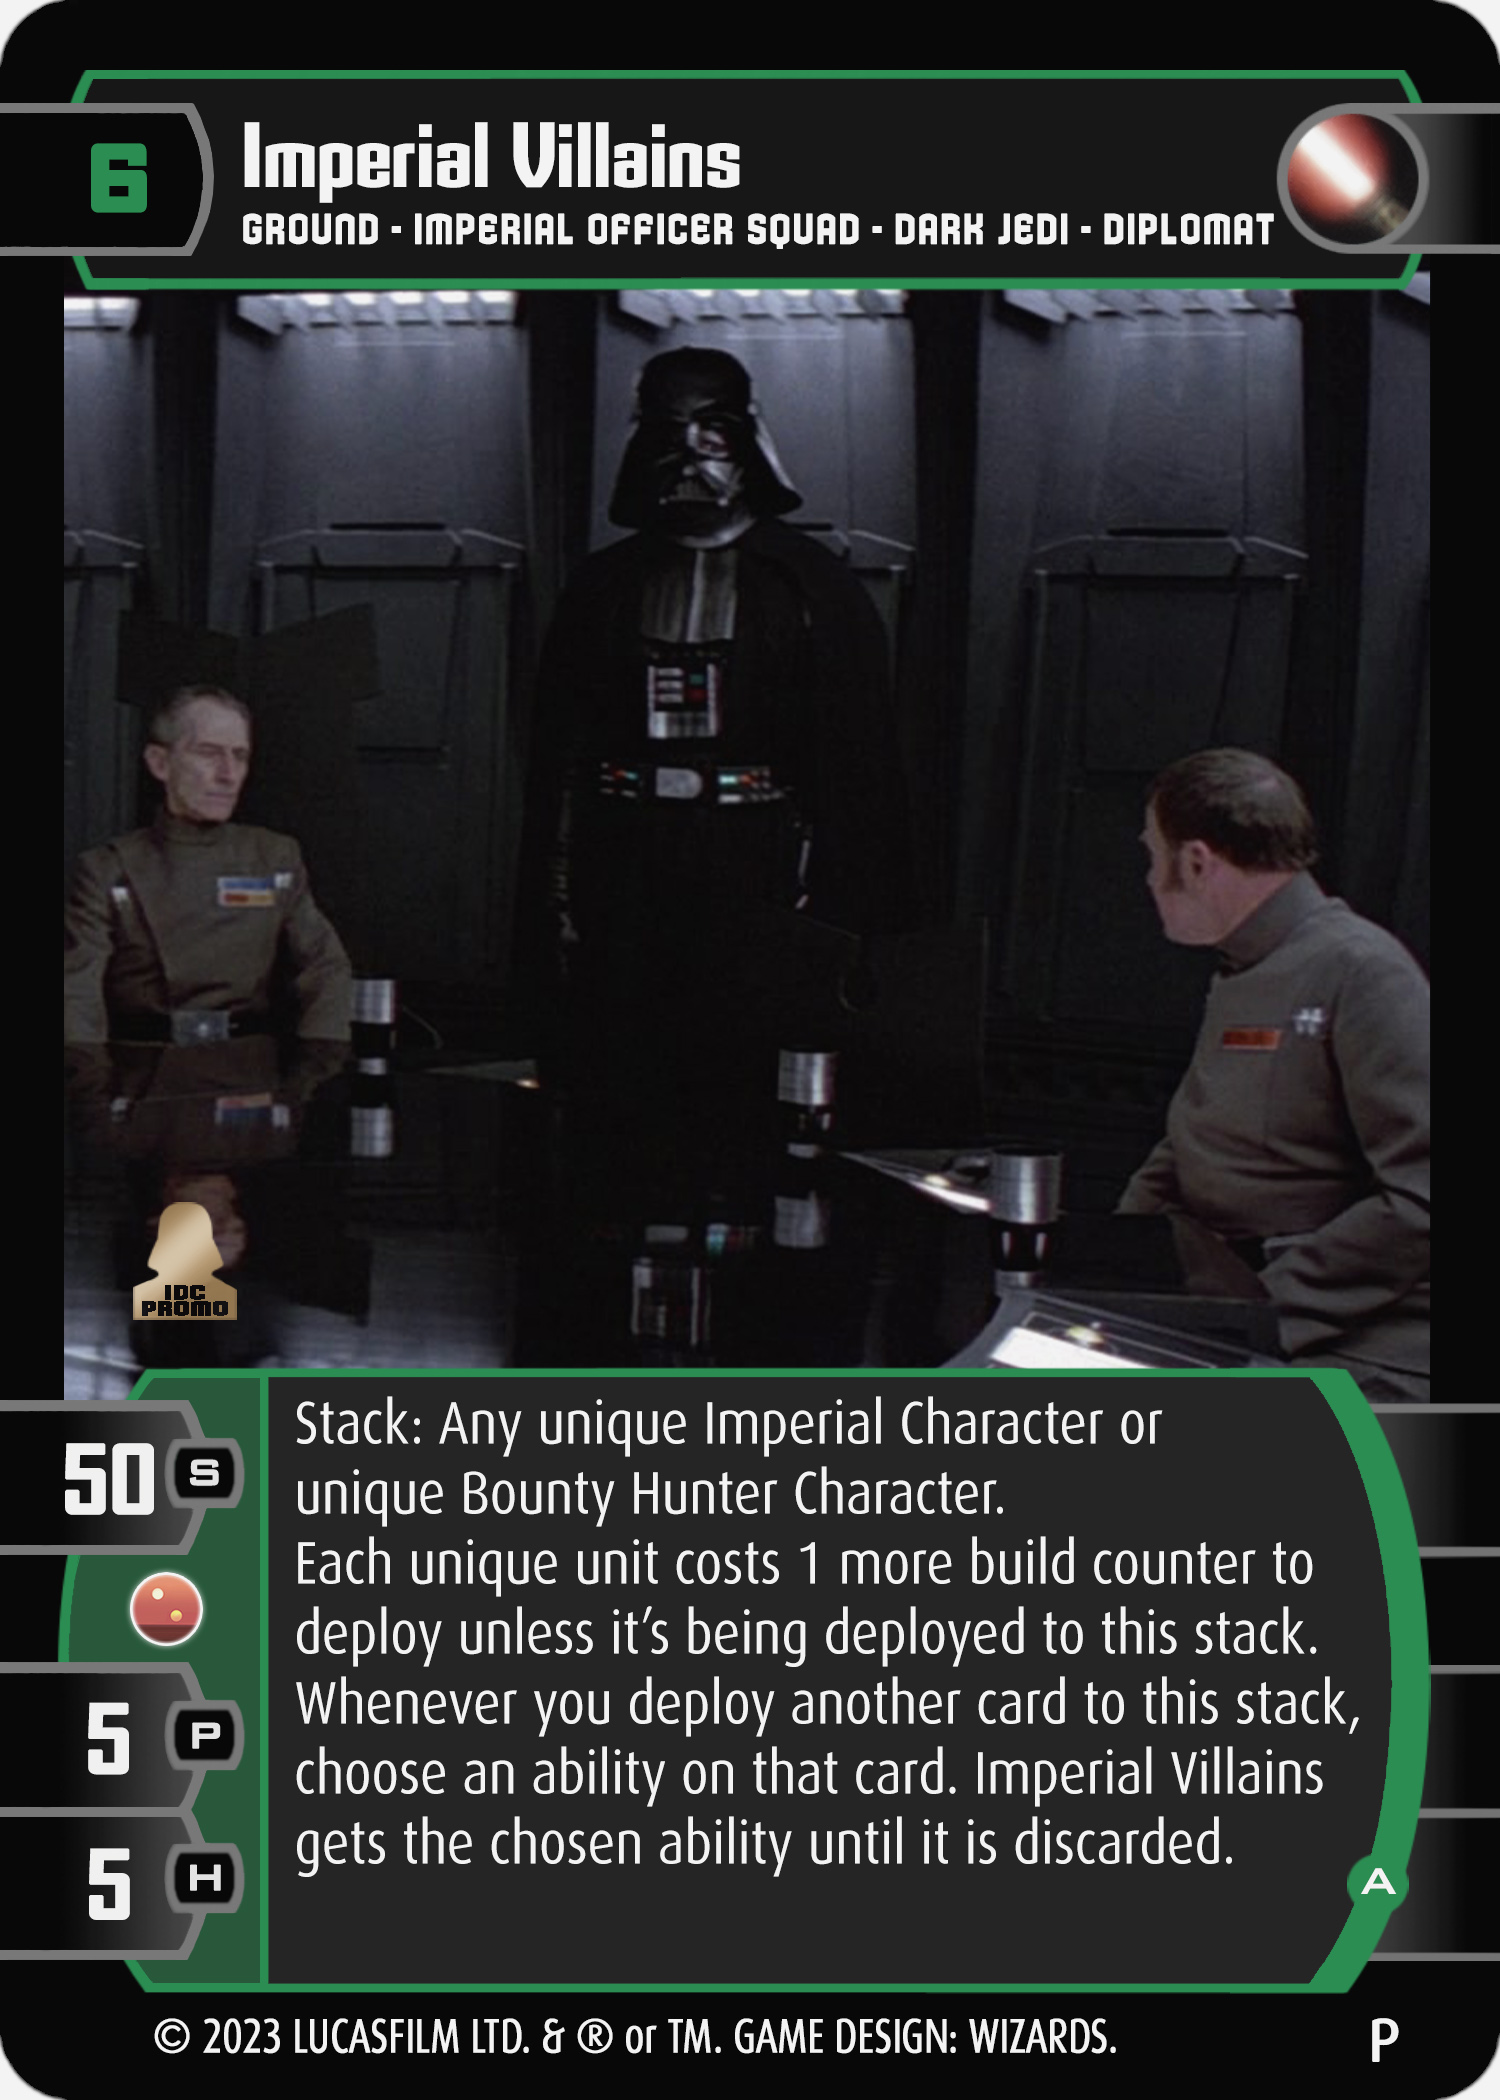 6
Imperial Villains
GROUND - IMPERIAL OFFICER SQUAD - DARK JEDI - DIPLOMAT
IDC
PROMO
50 S
5 P
5 H
Stack: Any unique Imperial Character or
unique Bounty Hunter Character.
Each unique unit costs 1 more build counter to
deploy unless it’s being deployed to this stack.
Whenever you deploy another card to this stack,
choose an ability on that card. Imperial Villains
gets the chosen ability until it is discarded.
A
© 2023 LUCASFILM LTD. & ® or TM. GAME DESIGN: WIZARDS.
P